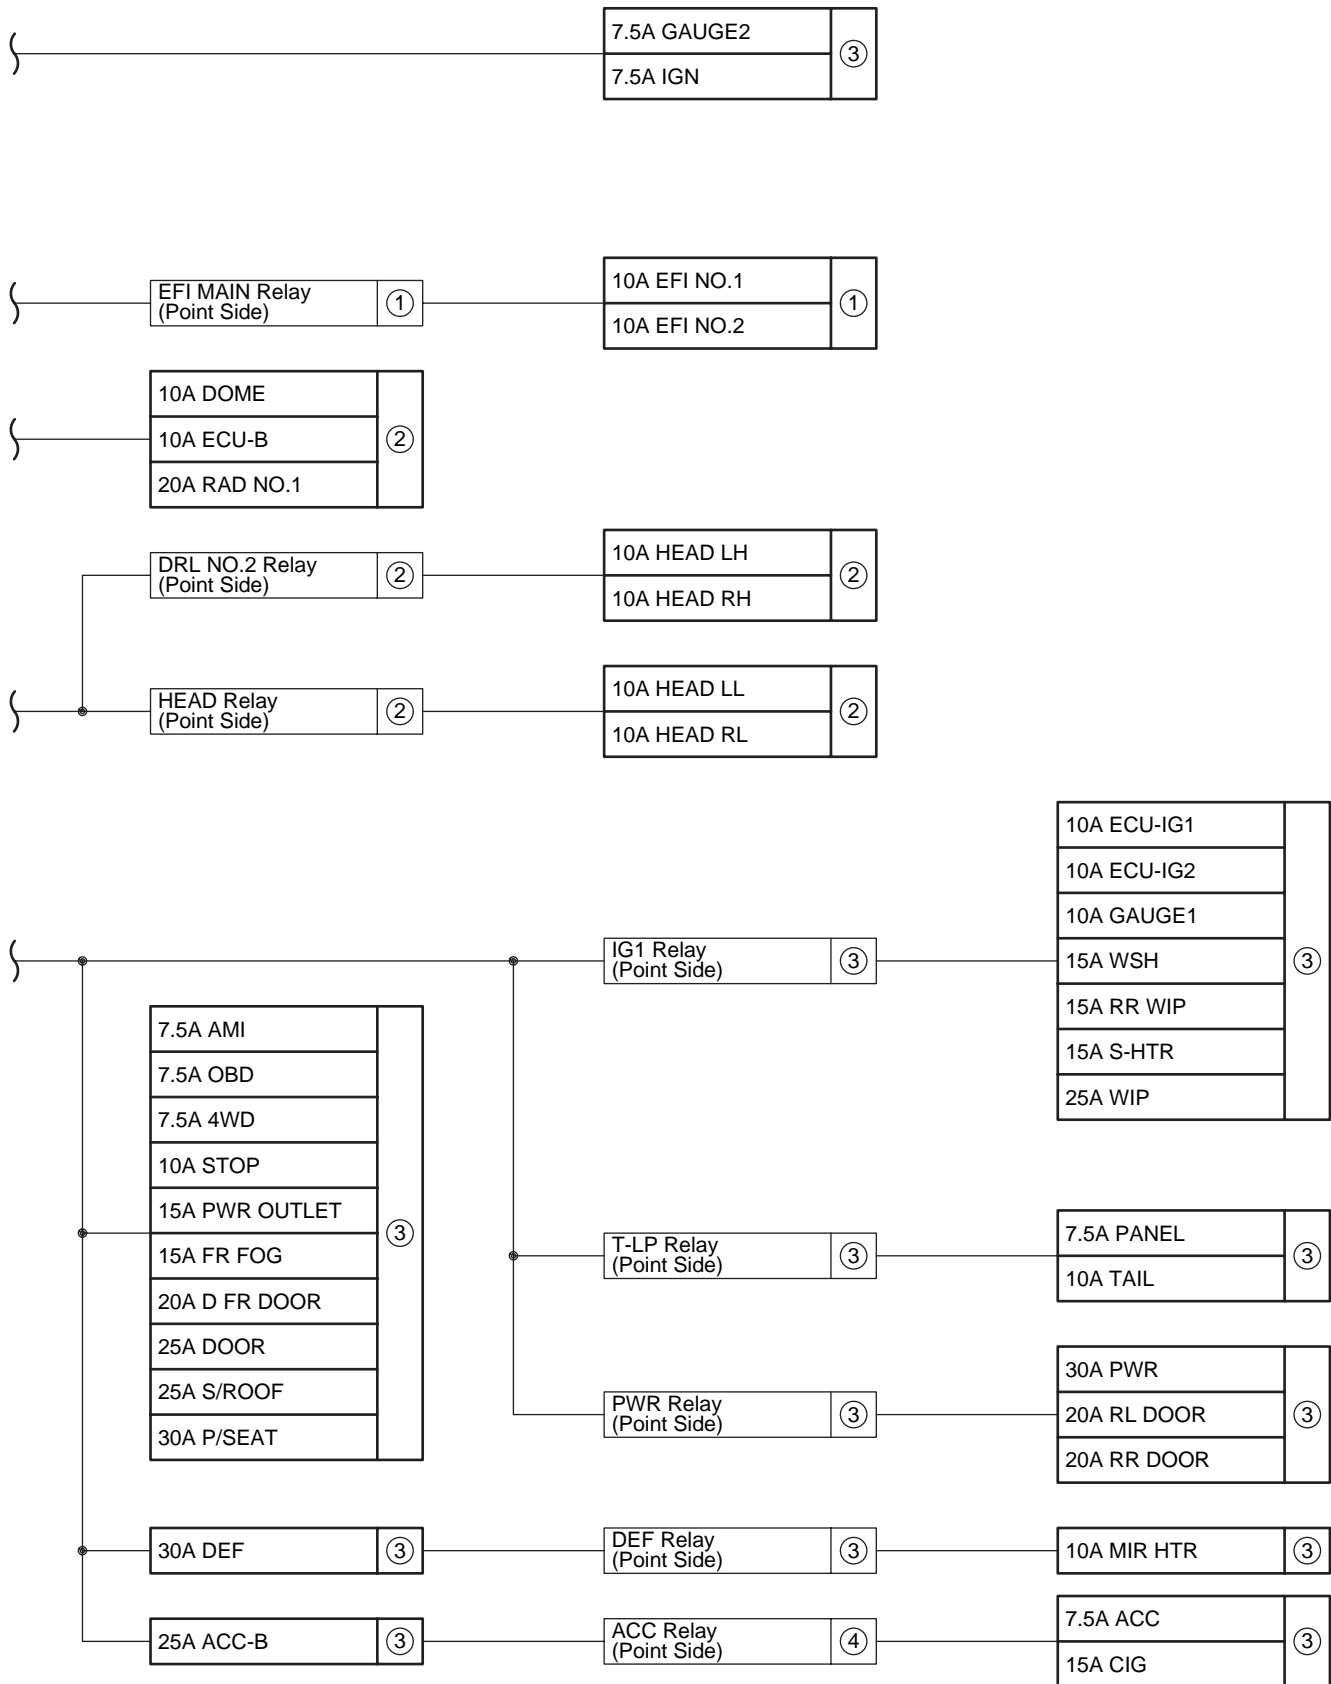 7.5A GAUGE2
③
7.5A IGN
EFI MAIN Relay
(Point Side)
①
10A EFI NO.1
10A EFI NO.2
①
10A DOME
10A ECU-B
②
20A RAD NO.1
DRL NO.2 Relay
(Point Side)
②
10A HEAD LH
10A HEAD RH
②
HEAD Relay
(Point Side)
②
10A HEAD LL
10A HEAD RL
②
IG1 Relay
(Point Side)
③
10A ECU-IG1
10A ECU-IG2
10A GAUGE1
15A WSH
③
15A RR WIP
15A S-HTR
25A WIP
7.5A AMI
7.5A OBD
7.5A 4WD
10A STOP
15A PWR OUTLET
③
15A FR FOG
20A D FR DOOR
25A DOOR
25A S/ROOF
30A P/SEAT
T-LP Relay
(Point Side)
③
7.5A PANEL
10A TAIL
③
PWR Relay
(Point Side)
③
30A PWR
20A RL DOOR
③
20A RR DOOR
30A DEF
③
DEF Relay
(Point Side)
③
10A MIR HTR
③
25A ACC-B
③
ACC Relay
(Point Side)
④
7.5A ACC
③
15A CIG